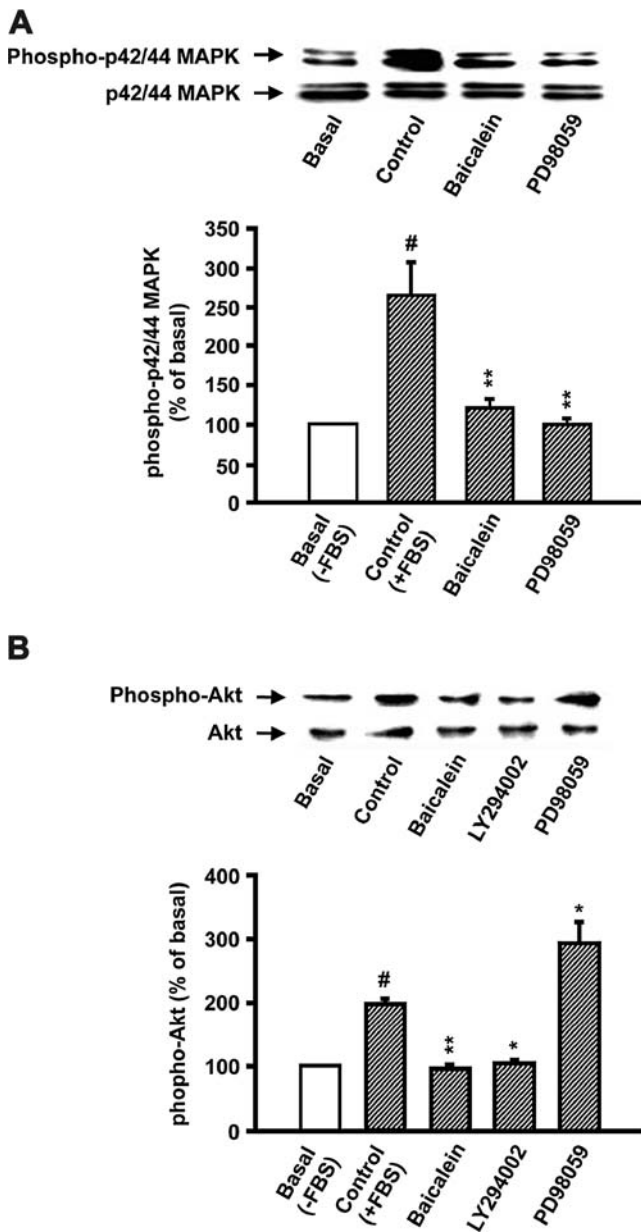 A
Phospho-p42/44 MAPK
p42/44 MAPK
Basal
Control
Baicalein
PD98059
phospho-p42/44 MAPK
(% of basal)
350
300
250
200
150
100
50
0
#
**
**
Basal
(-FBS)
Control
(+FBS)
Baicalein
PD98059
B
Phospho-Akt
Akt
Basal
Control
Baicalein
LY294002
PD98059
phopho-Akt (% of basal)
400
300
200
100
0
#
**
*
*
Basal
(-FBS)
Control
(+FBS)
Baicalein
LY294002
PD98059